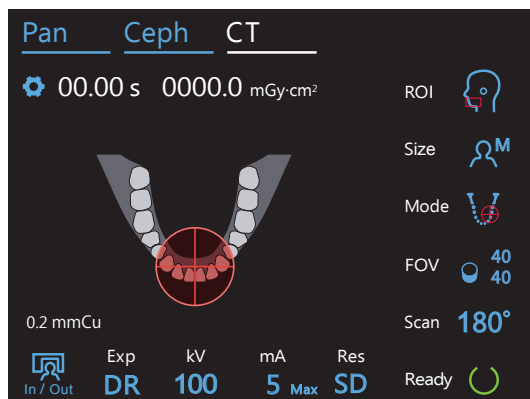 Pan Ceph CT
00.00 s 0000.0 mGy·cm²
ROI
Size M
Mode
FOV 40
40
0.2 mmCu
Scan 180°
In / Out
Exp kV mA Res
DR 100 5 Max SD
Ready